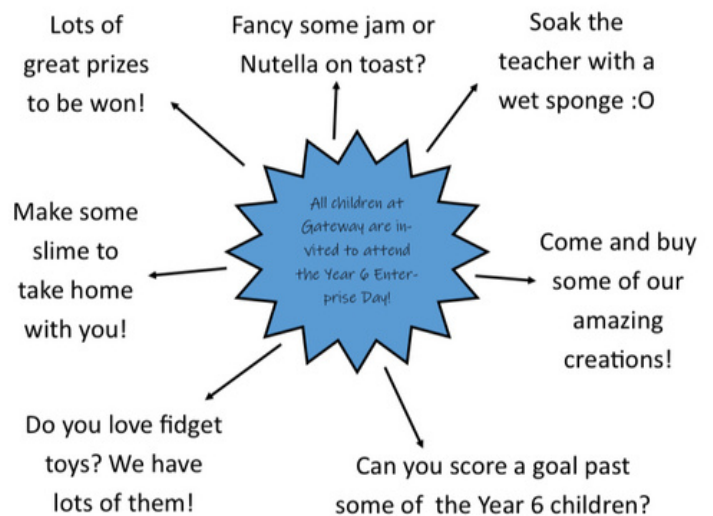 Lots of
great prizes
to be won!
Fancy some jam or
Nutella on toast?
Soak the
teacher with a
wet sponge :O
All children at
Gateway are in-
vited to attend
the Year 6 Enter-
prise Day!
Make some
slime to
take home
with you!
Come and buy
some of our
amazing
creations!
Do you love fidget
toys? We have
lots of them!
Can you score a goal past
some of the Year 6 children?